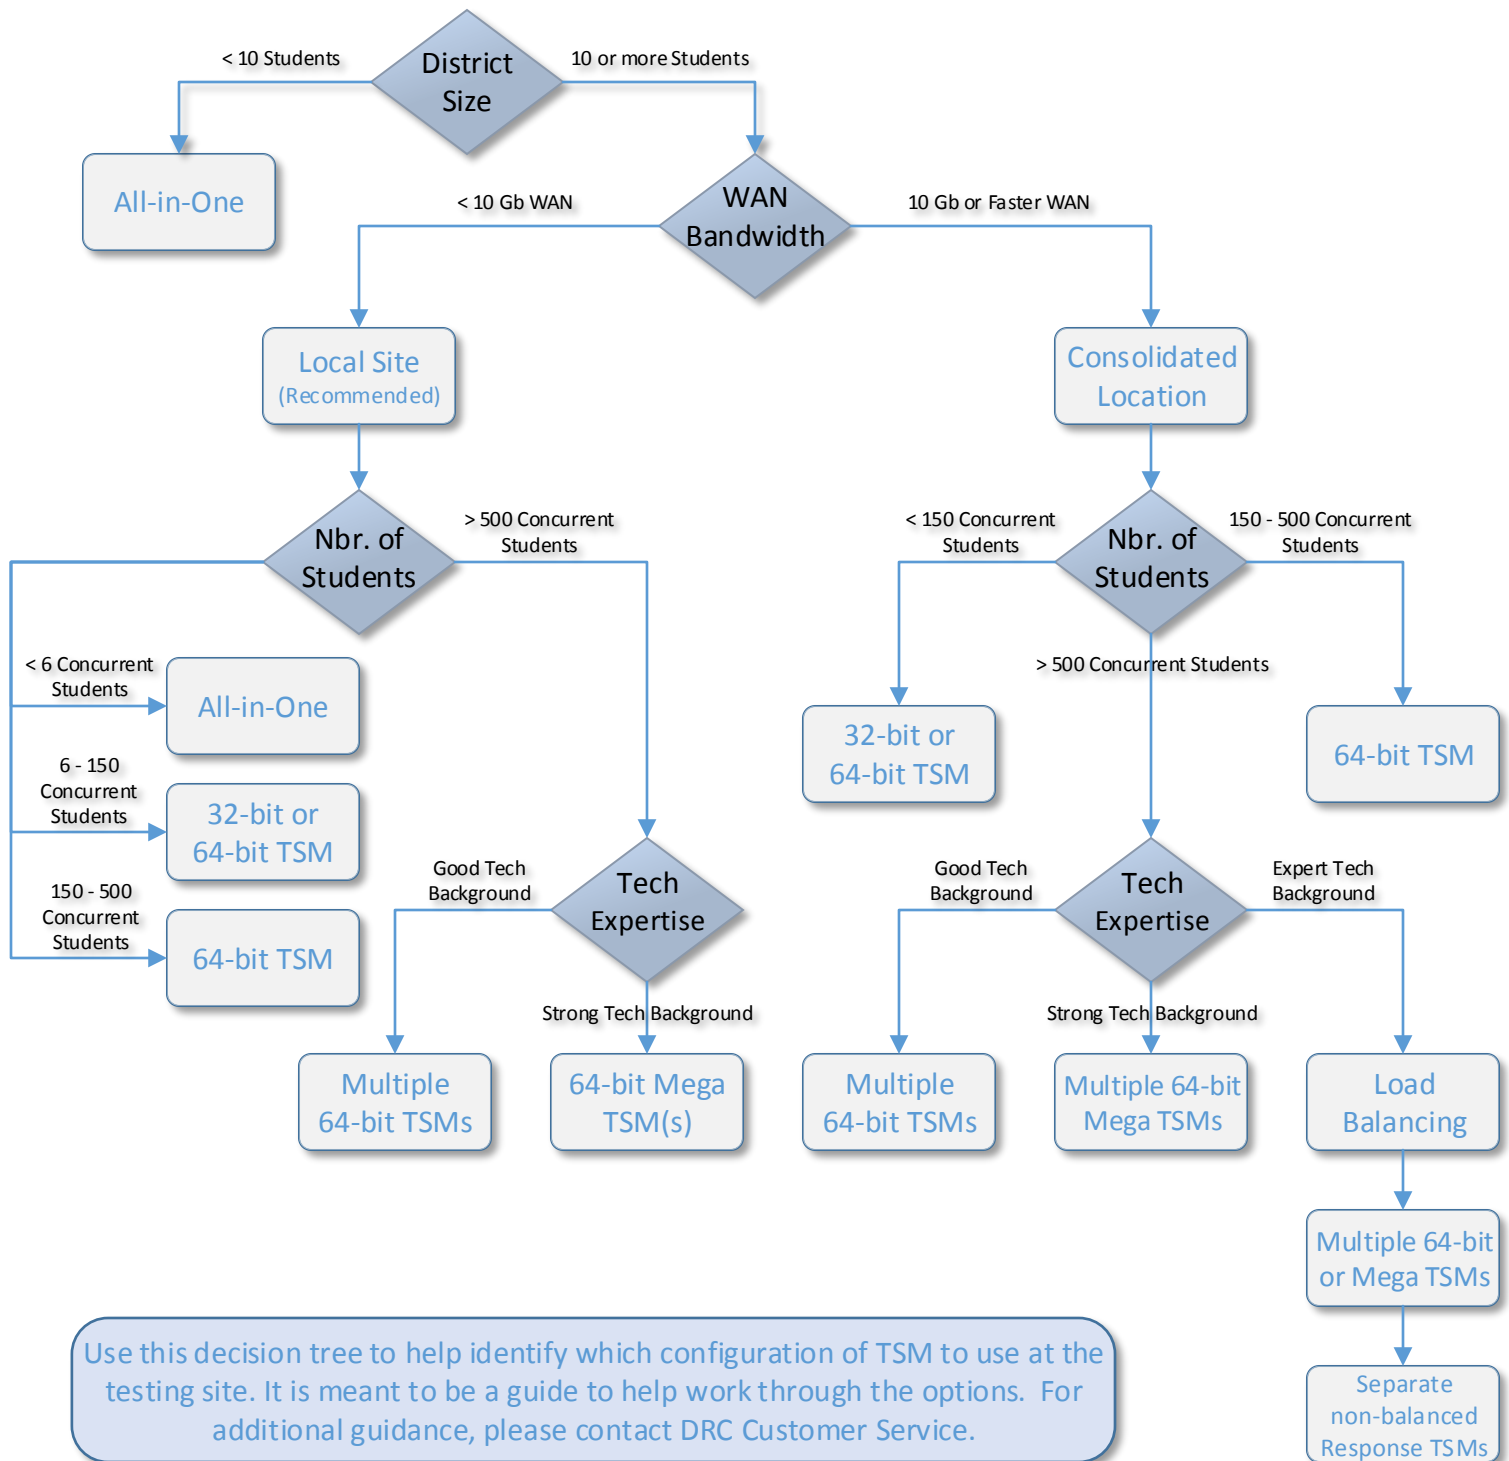 < 10 Students
District
Size
10 or more Students
All-in-One
< 10 Gb WAN
WAN
Bandwidth
10 Gb or Faster WAN
Local Site
(Recommended)
Consolidated
Location
Nbr. of
Students
> 500 Concurrent
Students
< 150 Concurrent
Students
Nbr. of
Students
150 - 500 Concurrent
Students
< 6 Concurrent
Students
All-in-One
> 500 Concurrent Students
6 - 150
Concurrent
Students
32-bit or
64-bit TSM
32-bit or
64-bit TSM
64-bit TSM
150 - 500
Concurrent
Students
64-bit TSM
Good Tech
Background
Tech
Expertise
Strong Tech Background
Good Tech
Background
Tech
Expertise
Expert Tech
Background
Strong Tech Background
Multiple
64-bit TSMs
64-bit Mega
TSM(s)
Multiple
64-bit TSMs
Multiple 64-bit
Mega TSMs
Load
Balancing
Multiple 64-bit
or Mega TSMs
Separate
non-balanced
Response TSMs
Use this decision tree to help identify which configuration of TSM to use at the
testing site. It is meant to be a guide to help work through the options. For
additional guidance, please contact DRC Customer Service.